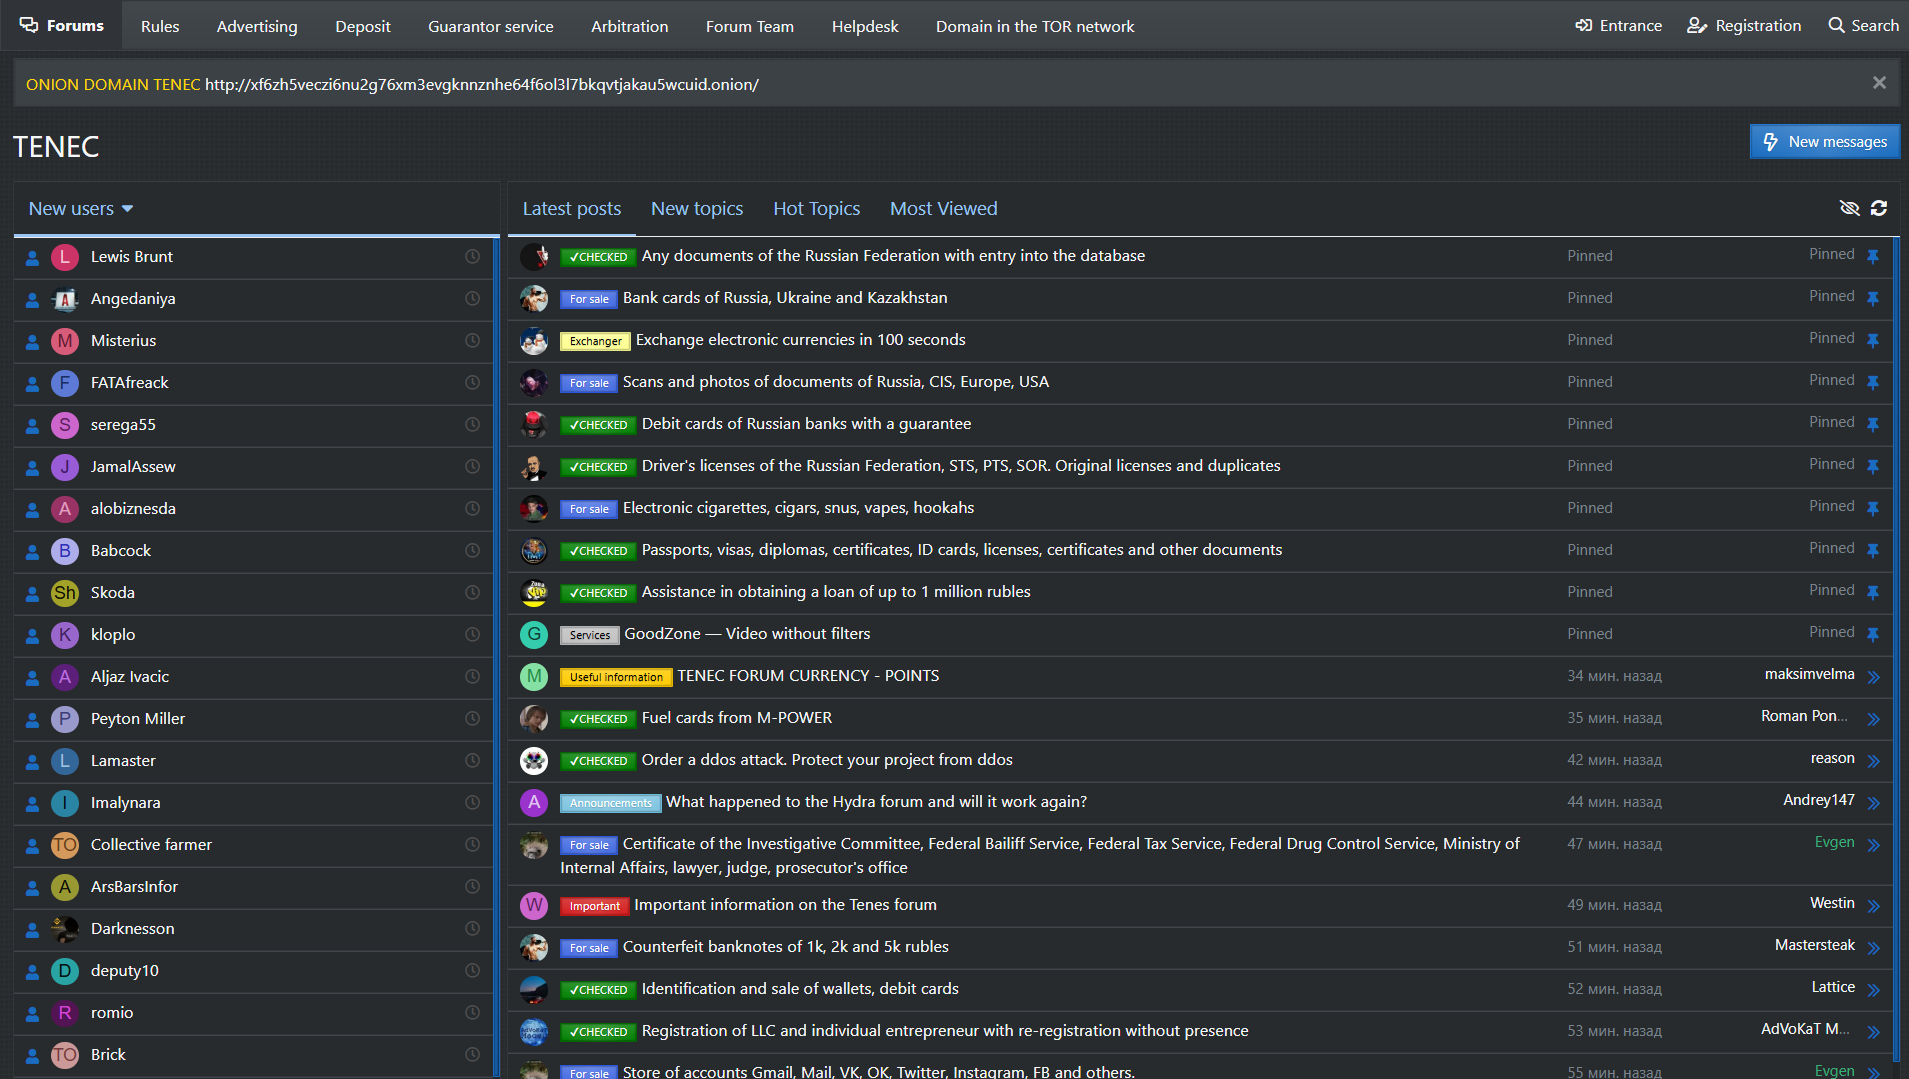 Forums Rules Advertising Deposit Guarantor service Arbitration Forum Team Helpdesk Domain in the TOR network Entrance Registration Search
ONION DOMAIN TENEC http://xf6zh5veczi6nu2g76xm3evgknnznhe64f6ol3l7bkqvtjakau5wcuid.onion/
TENEC
New messages
New users
L Lewis Brunt
A Angedaniya
M Misterius
F FATAfreack
S serega55
J JamalAssew
A alobiznesda
B Babcock
Sh Skoda
K kloplo
A Aljaz Ivacic
P Peyton Miller
L Lamaster
I Imalynara
TO Collective farmer
A ArsBarsInfor
Darknesson
D deputy10
R romio
TO Brick
Latest posts New topics Hot Topics Most Viewed
✓CHECKED Any documents of the Russian Federation with entry into the database Pinned Pinned
For sale Bank cards of Russia, Ukraine and Kazakhstan Pinned Pinned
Exchanger Exchange electronic currencies in 100 seconds Pinned Pinned
For sale Scans and photos of documents of Russia, CIS, Europe, USA Pinned Pinned
✓CHECKED Debit cards of Russian banks with a guarantee Pinned Pinned
✓CHECKED Driver's licenses of the Russian Federation, STS, PTS, SOR. Original licenses and duplicates Pinned Pinned
For sale Electronic cigarettes, cigars, snus, vapes, hookahs Pinned Pinned
✓CHECKED Passports, visas, diplomas, certificates, ID cards, licenses, certificates and other documents Pinned Pinned
✓CHECKED Assistance in obtaining a loan of up to 1 million rubles Pinned Pinned
G Services GoodZone — Video without filters Pinned Pinned
M Useful information TENEC FORUM CURRENCY - POINTS 34 мин. назад maksimvelma
✓CHECKED Fuel cards from M-POWER 35 мин. назад Roman Pon...
✓CHECKED Order a ddos attack. Protect your project from ddos 42 мин. назад reason
A Announcements What happened to the Hydra forum and will it work again? 44 мин. назад Andrey147
For sale Certificate of the Investigative Committee, Federal Bailiff Service, Federal Tax Service, Federal Drug Control Service, Ministry of 47 мин. назад Evgen
Internal Affairs, lawyer, judge, prosecutor's office
W Important Important information on the Tenes forum 49 мин. назад Westin
For sale Counterfeit banknotes of 1k, 2k and 5k rubles 51 мин. назад Mastersteak
✓CHECKED Identification and sale of wallets, debit cards 52 мин. назад Lattice
✓CHECKED Registration of LLC and individual entrepreneur with re-registration without presence 53 мин. назад AdVoKaT M...
For sale Store of accounts Gmail, Mail, VK, OK, Twitter, Instagram, FB and others. 55 мин. назад Evgen